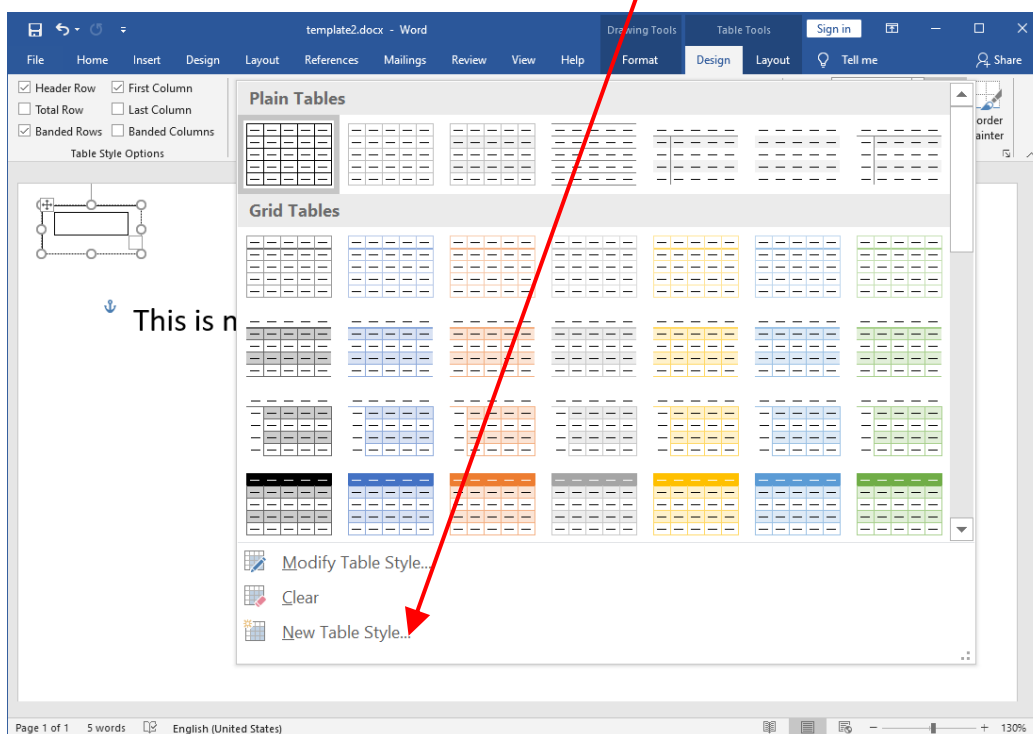 template2.docx - Word
Drawing Tools
Table Tools
Sign in
File Home Insert Design Layout References Mailings Review View Help Format Design Layout Tell me Share
Header Row First Column
Total Row Last Column
Banded Rows Banded Columns
Table Style Options
order
ainter
Plain Tables
Grid Tables
This is
Modify Table Style...
Clear
New Table Style...
Page 1 of 1 5 words English (United States) 130%